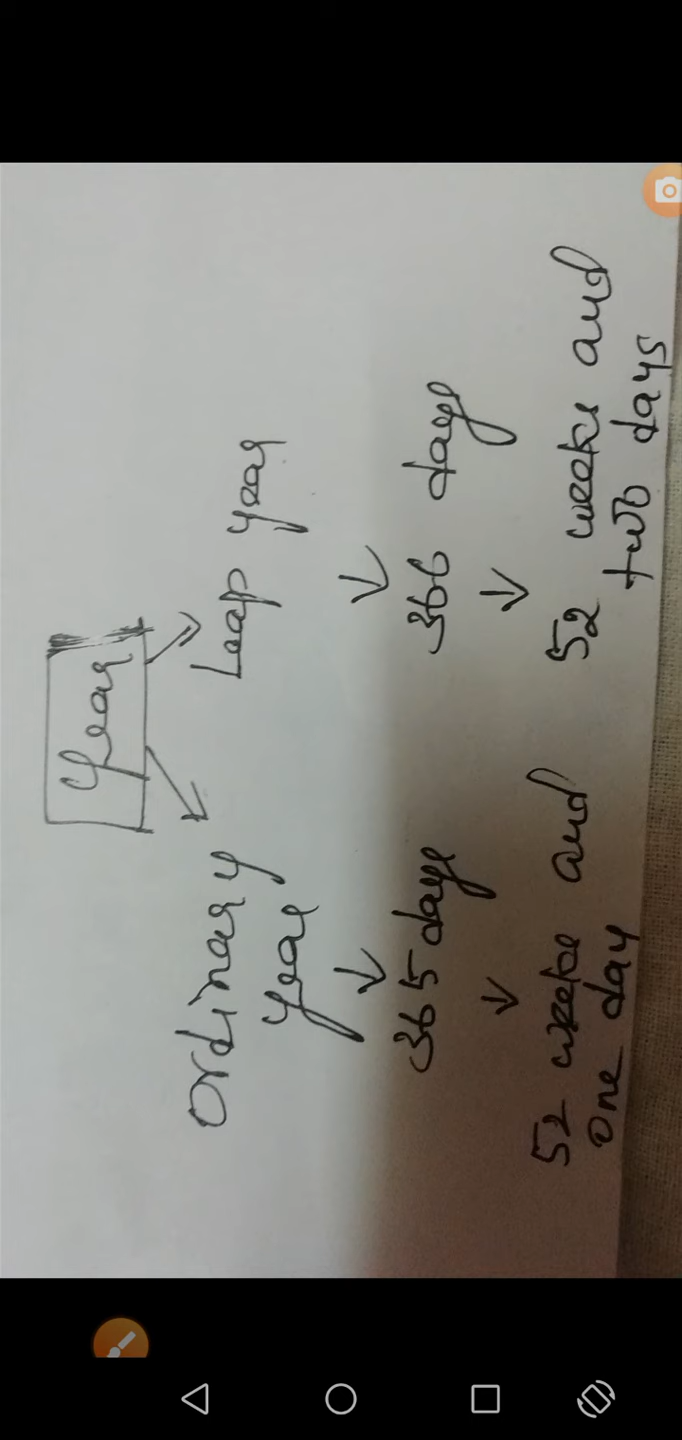 Year
Ordinary
year
Leap year
365 days
366 days
52 weeks and
one day
52 weeks and
two days